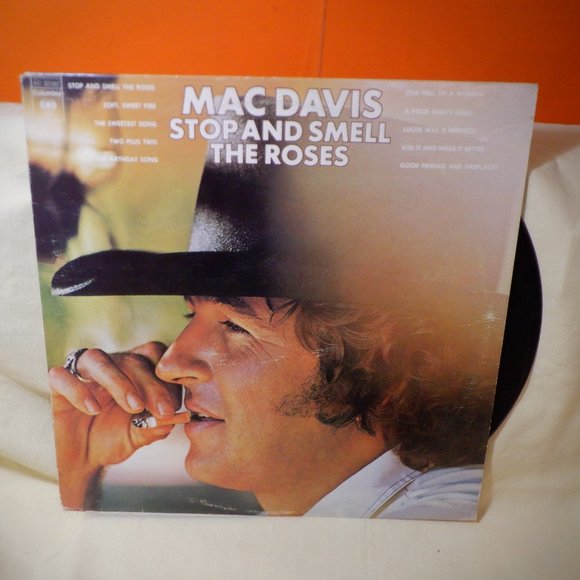 Columbia
STOP AND SMELL THE ROSES
SOFT, SWEET FIRE
THE SWEETEST SONG
TWO PLUS TWO
BIRTHDAY SONG
MAC DAVIS
STOP AND SMELL
THE ROSES
ONE HELL OF A WOMAN
A POOR MAN'S GOLD
LUCUS WAS A REDNECK
KISS IT AND MAKE IT BETTER
GOOD FRIENDS AND FIREPLACES